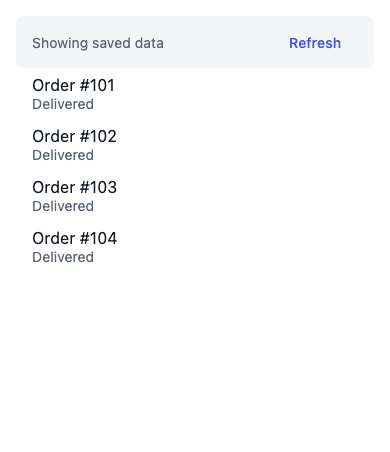 Showing saved data Refresh
Order #101
Delivered
Order #102
Delivered
Order #103
Delivered
Order #104
Delivered